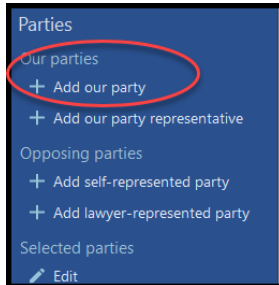 Parties
Our parties
+ Add our party
+ Add our party representative
Opposing parties
+ Add self-represented party
+ Add lawyer-represented party
Selected parties
Edit